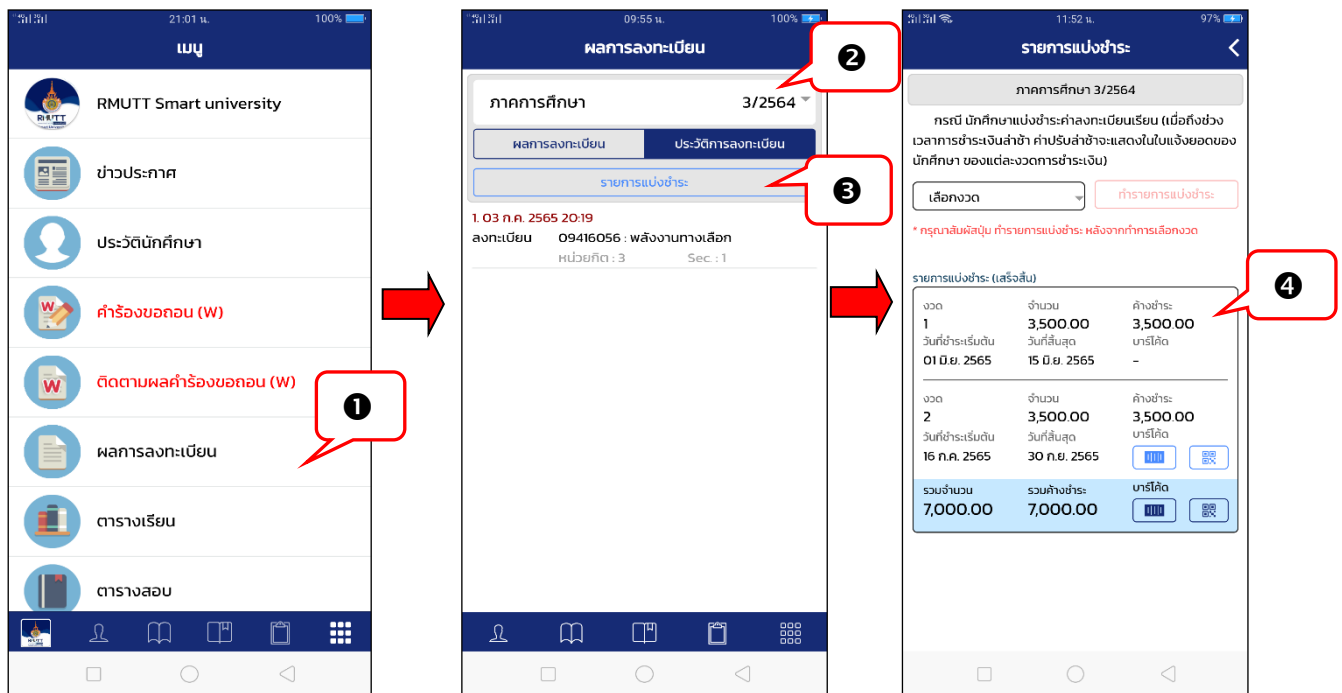 21:01 น.
100%
เมนู
RMUTT
RMUTT Smart university
ข่าวประกาศ
ประวัตินักศึกษา
W
คำร้องขอถอน (W)
W
ติดตามผลคำร้องขอถอน (W)
❶
ผลการลงทะเบียน
ตารางเรียน
ตารางสอบ
09:55 น.
100%
ผลการลงทะเบียน
❷
ภาคการศึกษา
3/2564
ผลการลงทะเบียน
ประวัติการลงทะเบียน
รายการแบ่งชำระ
❸
1. 03 ก.ค. 2565 20:19
ลงทะเบียน 09416056 : พลังงานทางเลือก
หน่วยกิต : 3 Sec. : 1
11:52 น.
97%
รายการแบ่งชำระ
ภาคการศึกษา 3/2564
กรณี นักศึกษาแบ่งชำระค่าลงทะเบียนเรียน (เมื่อถึงช่วง
เวลาการชำระเงินล่าช้า ค่าปรับล่าช้าจะแสดงในใบแจ้งยอดของ
นักศึกษา ของแต่ละงวดการชำระเงิน)
เลือกงวด
ทำรายการแบ่งชำระ
* กรุณาสัมผัสปุ่ม ทำรายการแบ่งชำระ หลังจากทำการเลือกงวด
รายการแบ่งชำระ (เสร็จสิ้น)
❹
งวด จำนวน ค้างชำระ
1 3,500.00 3,500.00
วันที่ชำระเริ่มต้น วันที่สิ้นสุด บาร์โค้ด
01 มิ.ย. 2565 15 มิ.ย. 2565 -
งวด จำนวน ค้างชำระ
2 3,500.00 3,500.00
วันที่ชำระเริ่มต้น วันที่สิ้นสุด บาร์โค้ด
16 ก.ค. 2565 30 ก.ย. 2565
รวมจำนวน รวมค้างชำระ บาร์โค้ด
7,000.00 7,000.00